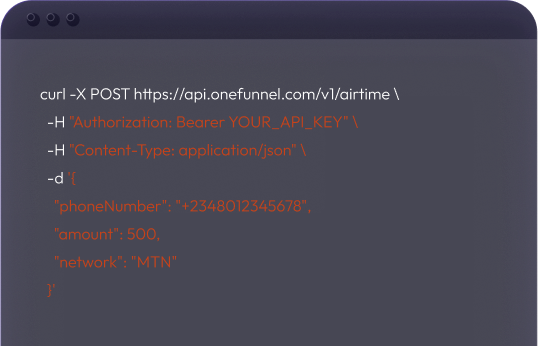 curl -X POST https://api.onefunnel.com/v1/airtime \
-H "Authorization: Bearer YOUR_API_KEY" \
-H "Content-Type: application/json" \
-d '{
"phoneNumber": "+2348012345678",
"amount": 500,
"network": "MTN"
}'